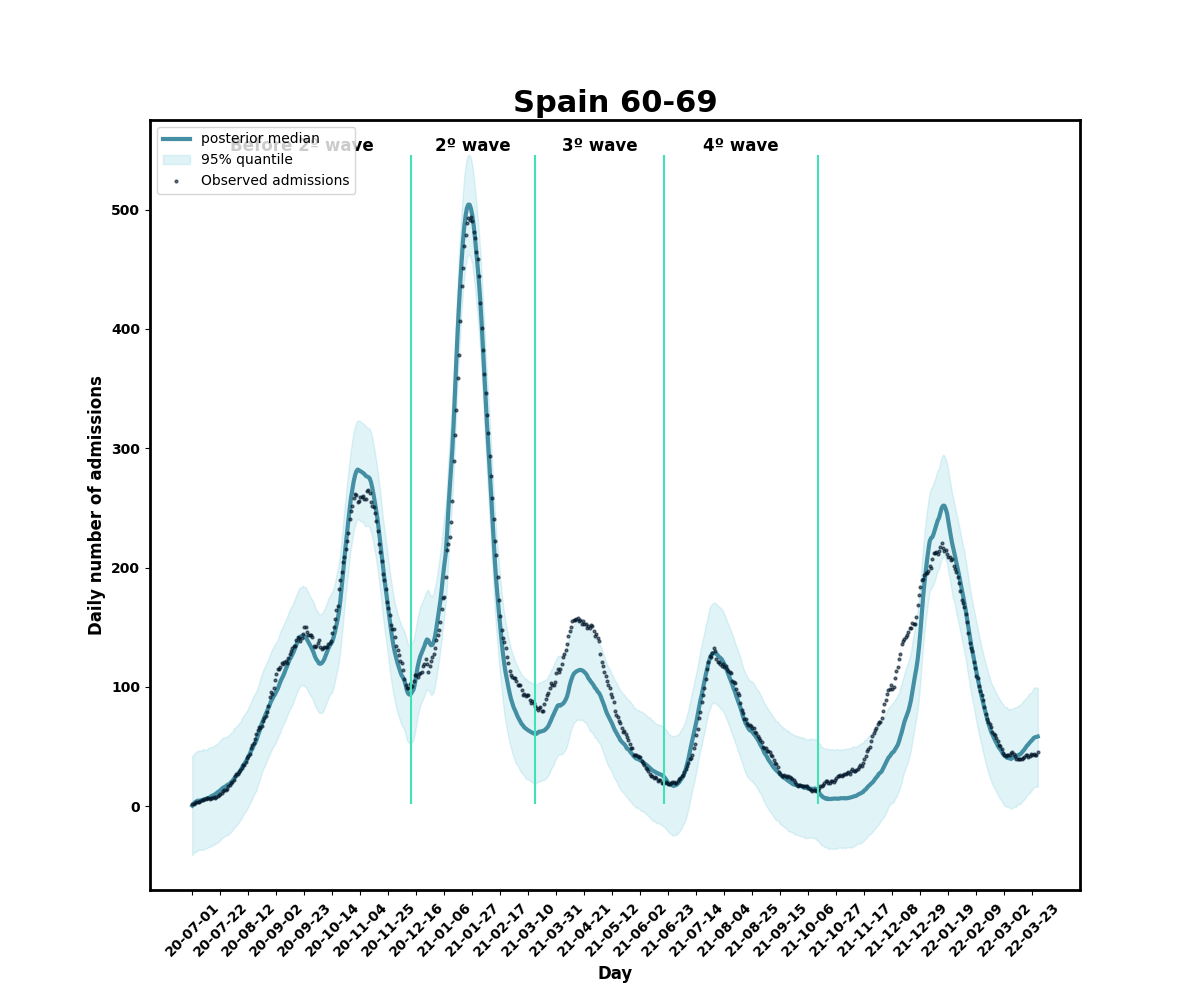 Spain 60-69
Before 2º wave 2º wave 3º wave 4º wave
posterior median
95% quantile
Observed admissions
500
400
300
200
100
0
Daily number of admissions
20-07-01 20-07-22 20-08-12 20-09-02 20-09-23 20-10-14 20-11-04 20-11-25 20-12-16 21-01-06 21-01-27 21-02-17 21-03-10 21-03-31 21-04-21 21-05-12 21-06-02 21-06-23 21-07-14 21-08-04 21-08-25 21-09-15 21-10-06 21-10-27 21-11-17 21-12-08 21-12-29 22-01-19 22-02-09 22-03-02 22-03-23
Day